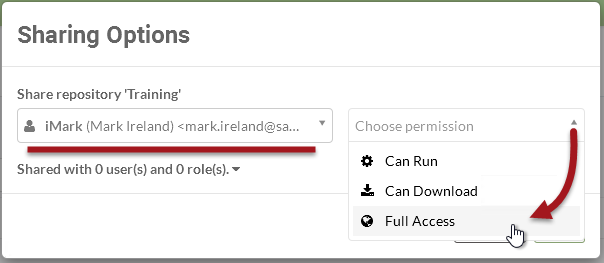 Sharing Options
Share repository 'Training'
iMark (Mark Ireland) <mark.ireland@sa...
Choose permission
Can Run
Can Download
Full Access
Shared with 0 user(s) and 0 role(s).